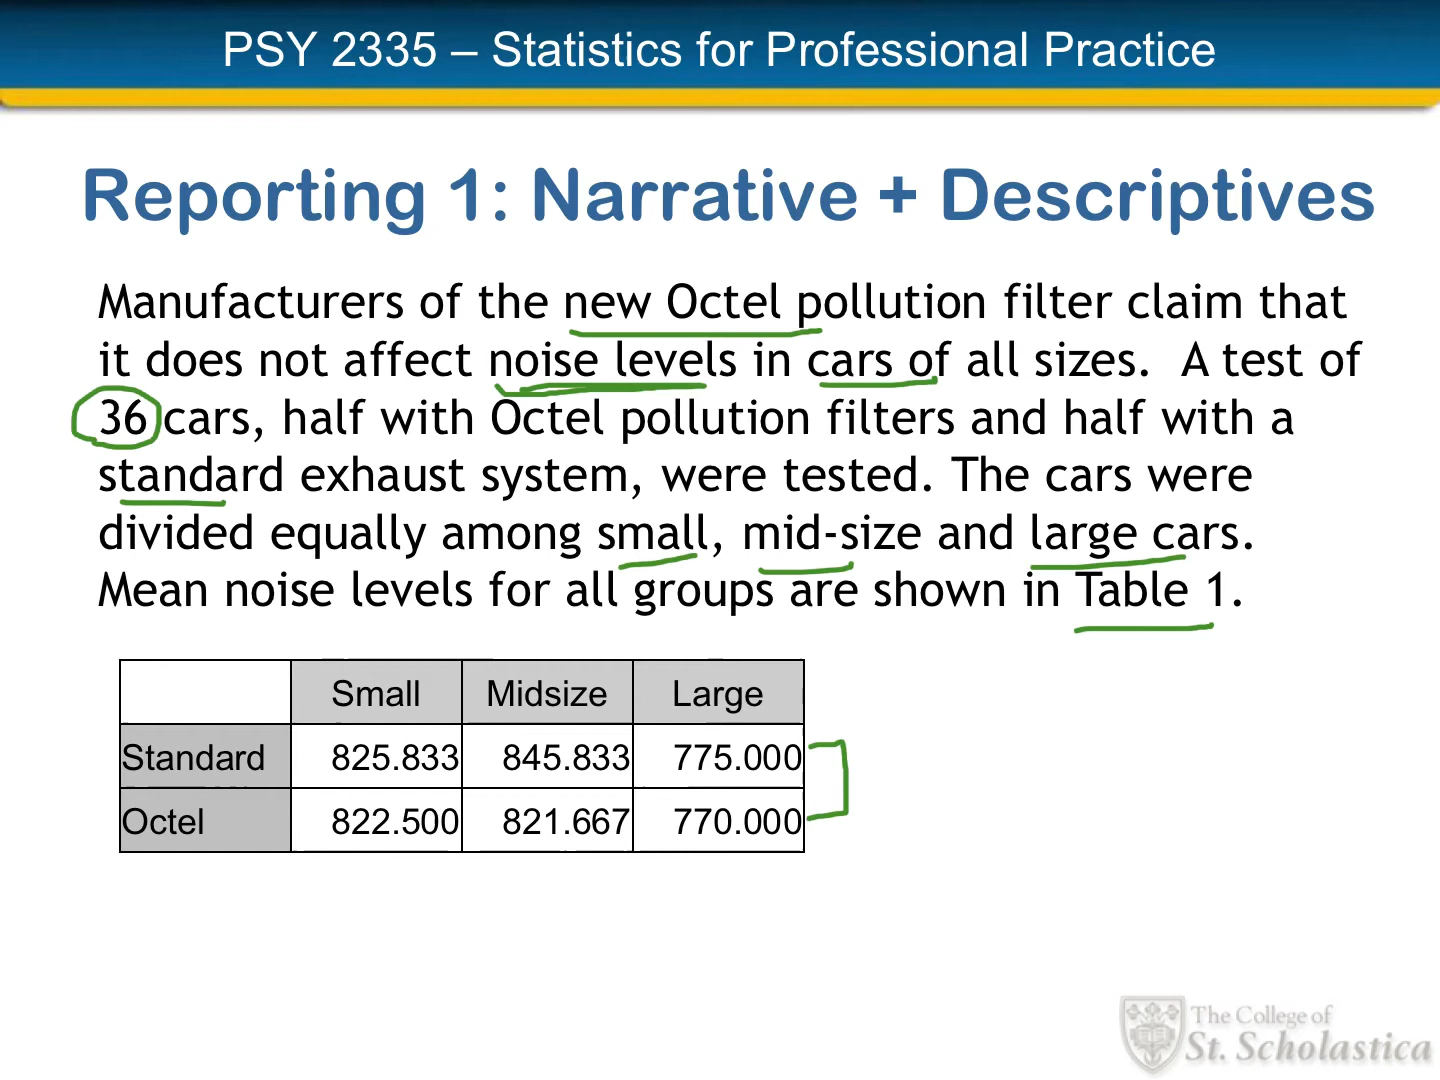 PSY 2335 – Statistics for Professional Practice
Reporting 1: Narrative + Descriptives
Manufacturers of the new Octel pollution filter claim that
it does not affect noise levels in cars of all sizes.  A test of
36 cars, half with Octel pollution filters and half with a
standard exhaust system, were tested. The cars were
divided equally among small, mid-size and large cars.
Mean noise levels for all groups are shown in Table 1.
Small Midsize Large
Standard 825.833 845.833 775.000
Octel 822.500 821.667 770.000
The College of
St. Scholastica